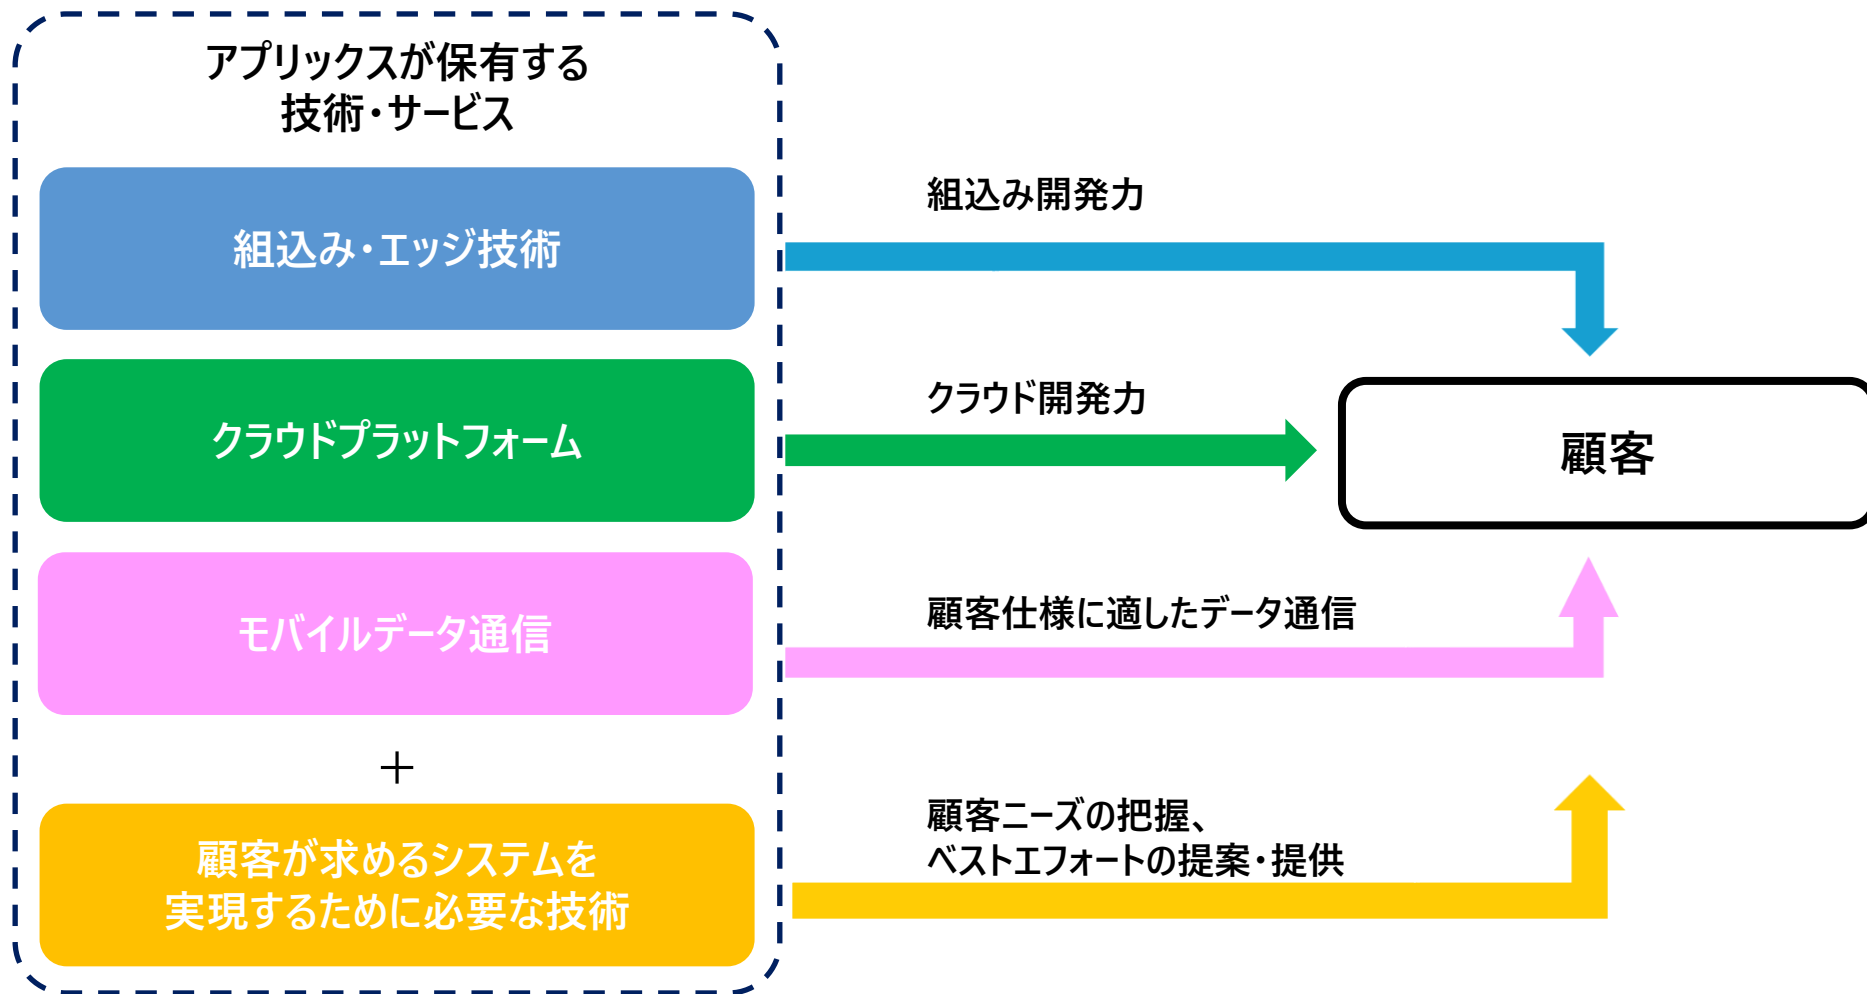 アプリックスが保有する
技術・サービス
組込み・エッジ技術
組込み開発力
クラウドプラットフォーム
クラウド開発力
顧客
モバイルデータ通信
顧客仕様に適したデータ通信
＋
顧客が求めるシステムを
実現するために必要な技術
顧客ニーズの把握、
ベストエフォートの提案・提供